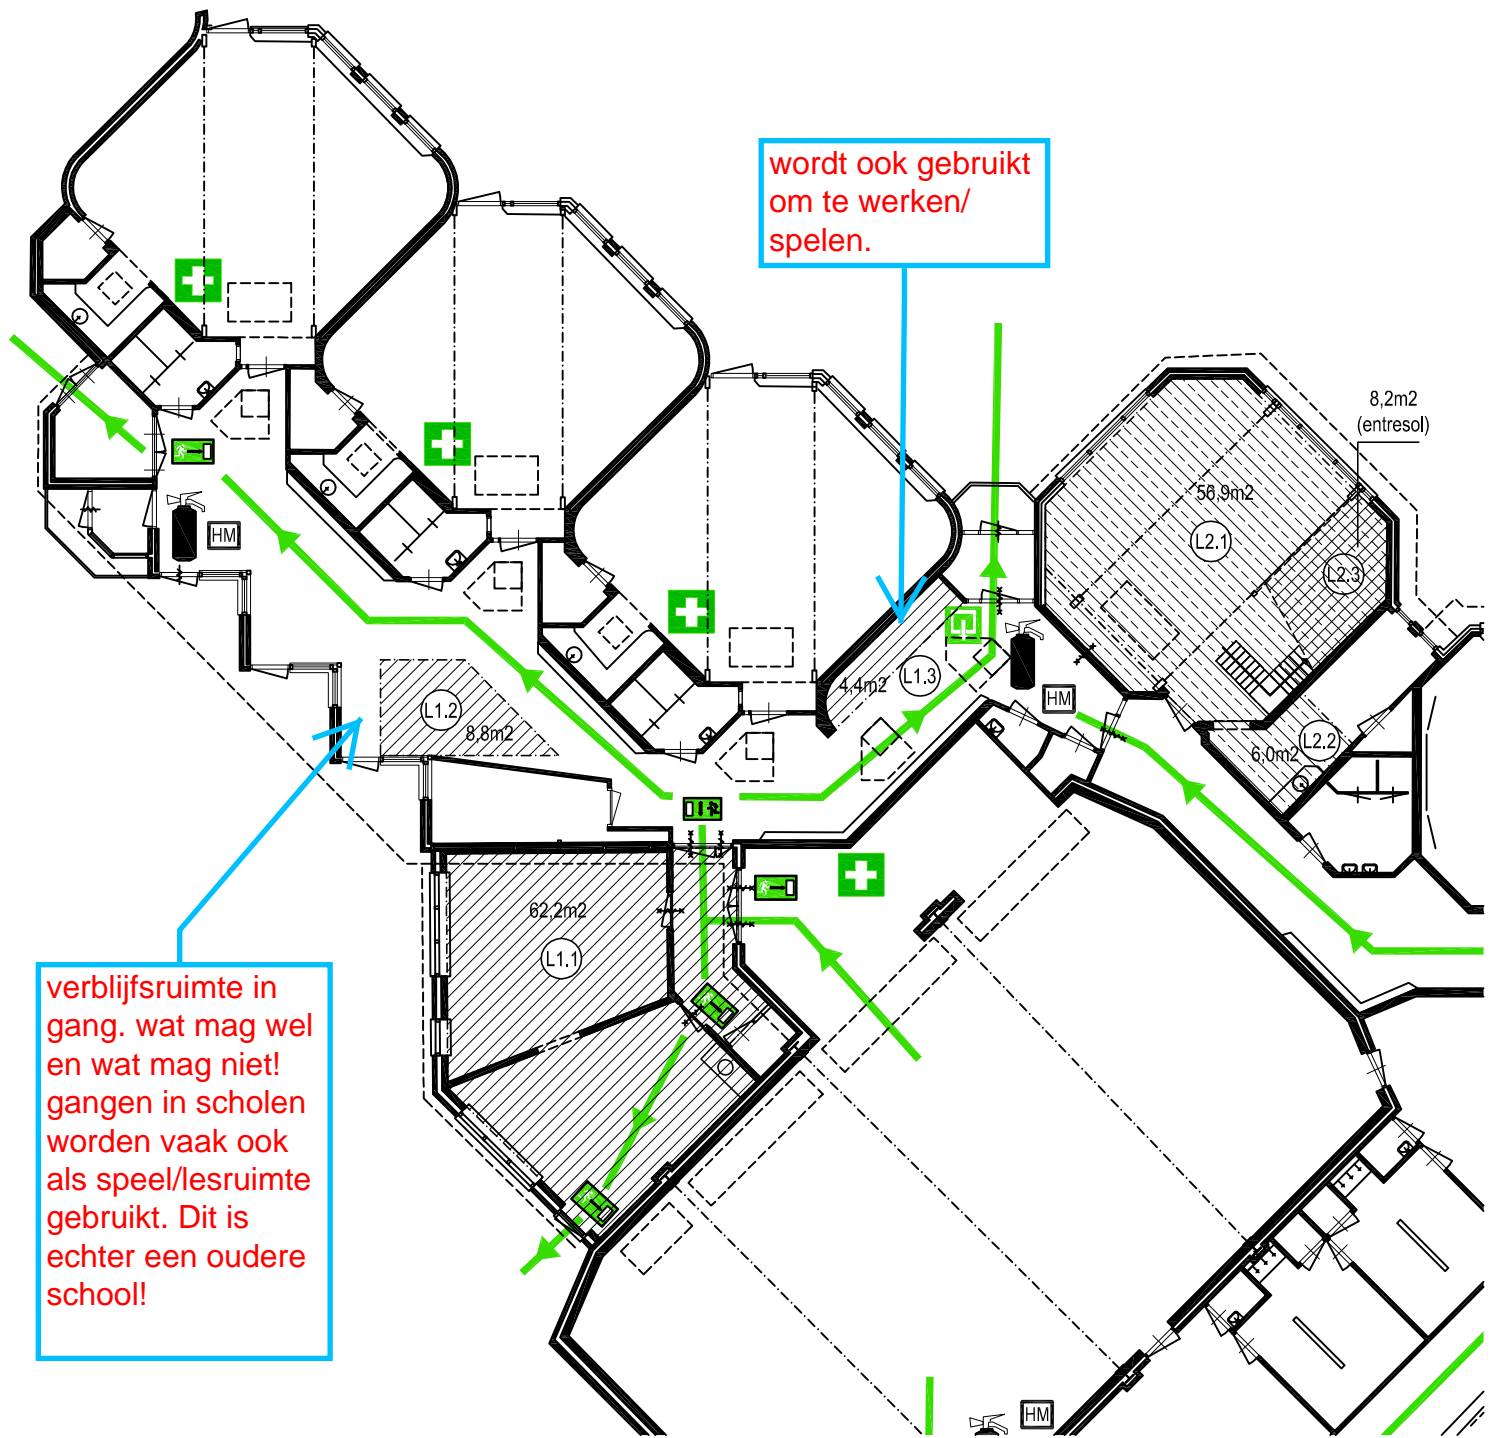 wordt ook gebruikt
om te werken/
spelen.
8,2m2
(entresol)
56,9m2
L2.1
L2.3
HM
4,4m2
L1.3
HM
L1.2
8,8m2
L2.2
6,0m2
62,2m2
L1.1
verblijfsruimte in
gang. wat mag wel
en wat mag niet!
gangen in scholen
worden vaak ook
als speel/lesruimte
gebruikt. Dit is
echter een oudere
school!
HM